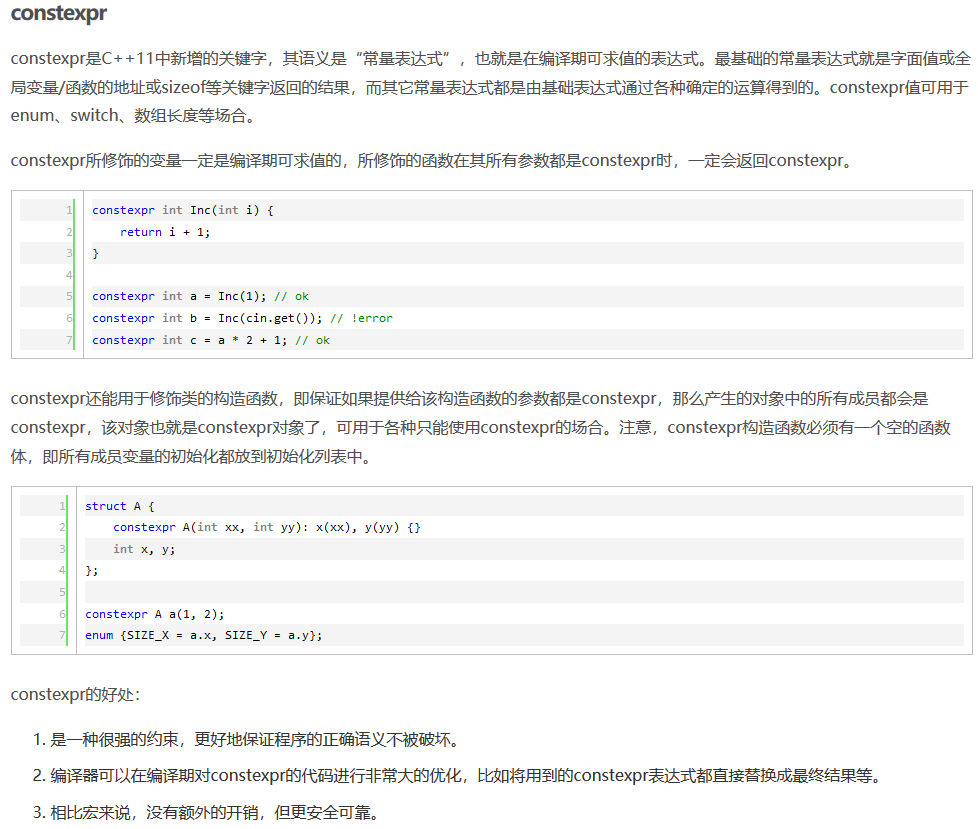 constexpr
constexpr是C++11中新增的关键字，其语义是“常量表达式”，也就是在编译期可求值的表达式。最基础的常量表达式就是字面值或全
局变量/函数的地址或sizeof等关键字返回的结果，而其它常量表达式都是由基础表达式通过各种确定的运算得到的。constexpr值可用于
enum、switch、数组长度等场合。
constexpr所修饰的变量一定是编译期可求值的，所修饰的函数在其所有参数都是constexpr时，一定会返回constexpr。
1 constexpr int Inc(int i) {
2     return i + 1;
3 }
4
5 constexpr int a = Inc(1); // ok
6 constexpr int b = Inc(cin.get()); // !error
7 constexpr int c = a * 2 + 1; // ok
constexpr还能用于修饰类的构造函数，即保证如果提供给该构造函数的参数都是constexpr，那么产生的对象中的所有成员都会是
constexpr，该对象也就是constexpr对象了，可用于各种只能使用constexpr的场合。注意，constexpr构造函数必须有一个空的函数
体，即所有成员变量的初始化都放到初始化列表中。
1 struct A {
2     constexpr A(int xx, int yy): x(xx), y(yy) {}
3     int x, y;
4 };
5
6 constexpr A a(1, 2);
7 enum {SIZE_X = a.x, SIZE_Y = a.y};
constexpr的好处：
1. 是一种很强的约束，更好地保证程序的正确语义不被破坏。
2. 编译器可以在编译期对constexpr的代码进行非常大的优化，比如将用到的constexpr表达式都直接替换成最终结果等。
3. 相比宏来说，没有额外的开销，但更安全可靠。